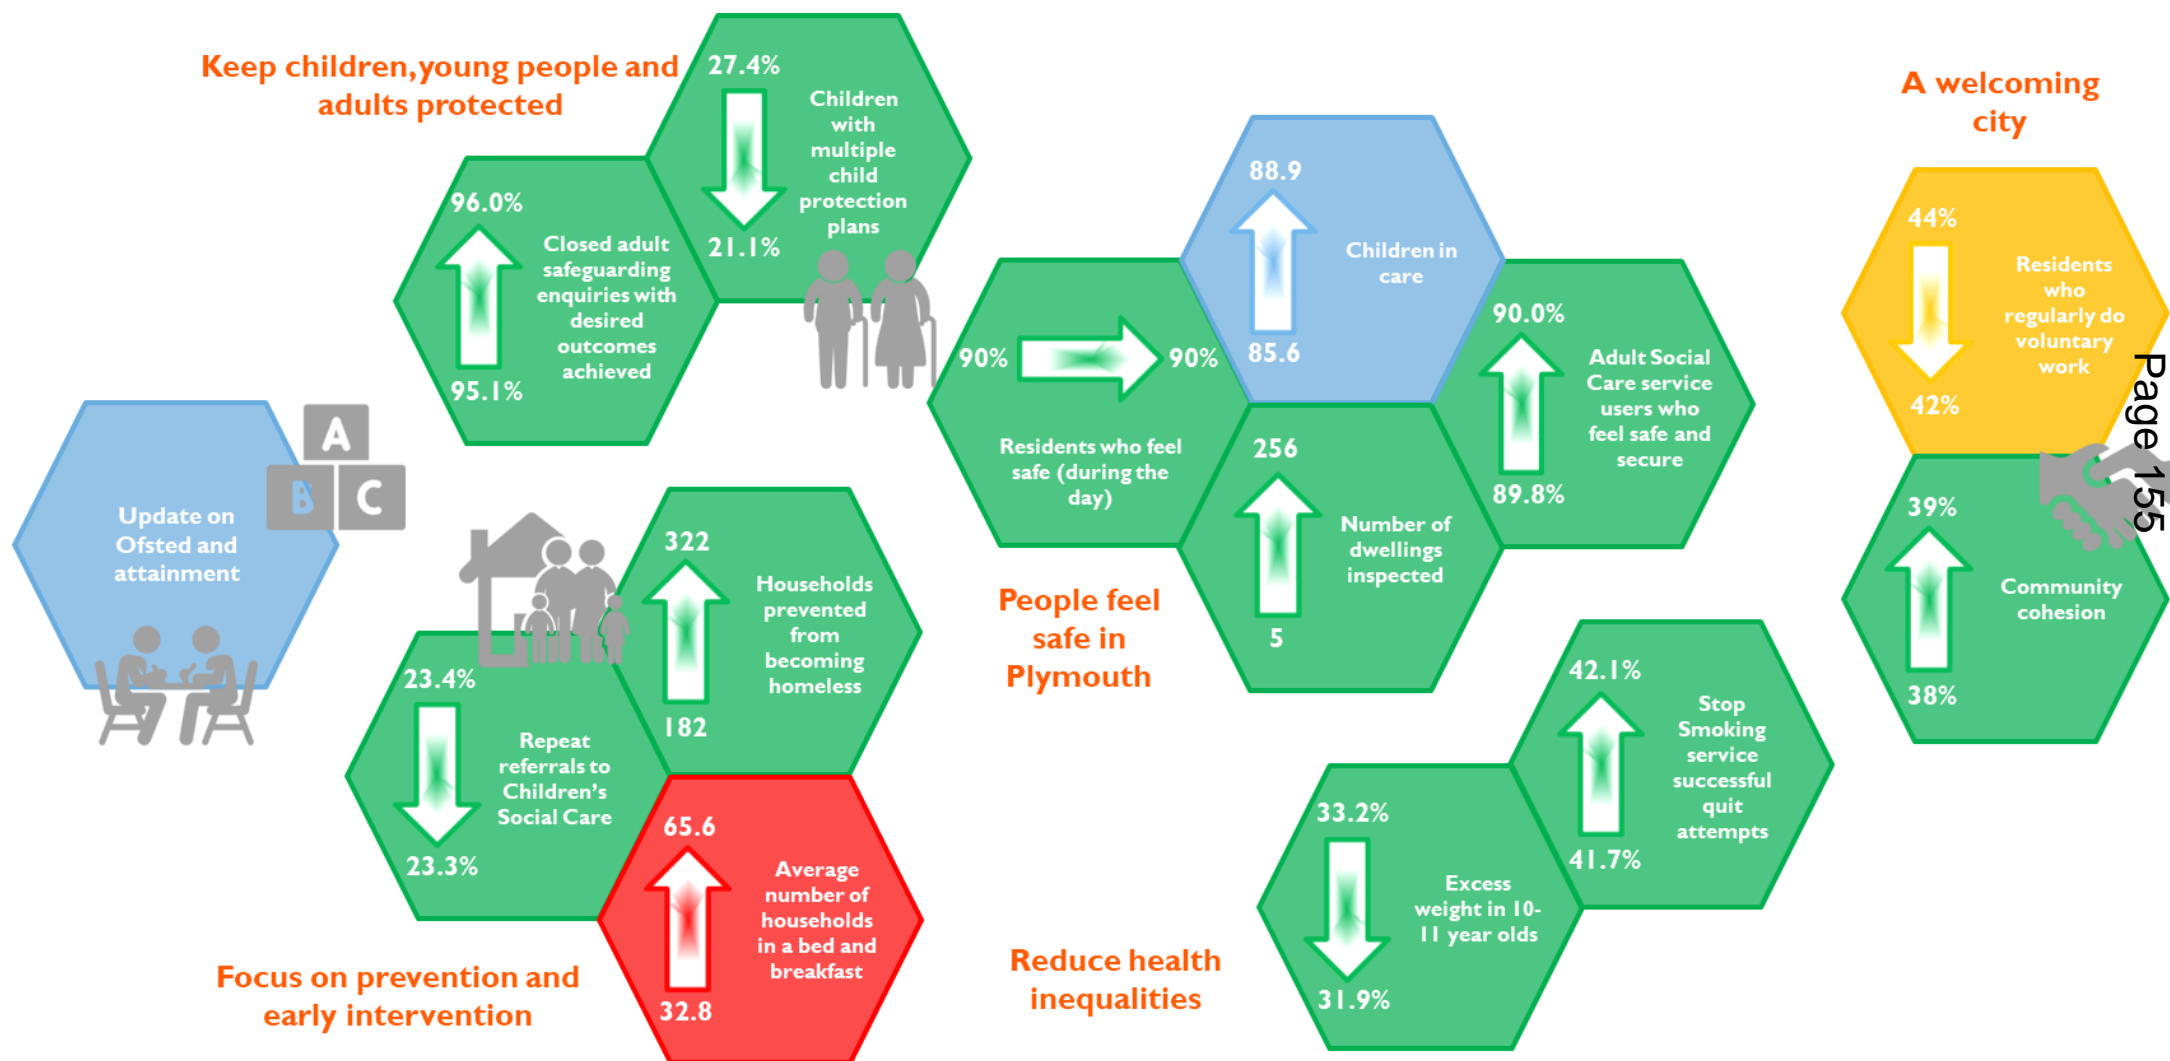 Keep children, young people and
adults protected
27.4%
Children
with
multiple
child
protection
plans
21.1%
96.0%
Closed adult
safeguarding
enquiries with
desired
outcomes
achieved
95.1%
A
B
C
Update on
Ofsted and
attainment
322
Households
prevented
from
becoming
homeless
182
23.4%
Repeat
referrals to
Children's
Social Care
23.3%
65.6
Average
number of
households
in a bed and
breakfast
32.8
Focus on prevention and
early intervention
88.9
Children in
care
85.6
90%
90%
Residents who feel
safe (during the
day)
90.0%
Adult Social
Care service
users who
feel safe and
secure
89.8%
256
Number of
dwellings
inspected
5
People feel
safe in
Plymouth
42.1%
Stop
Smoking
service
successful
quit
attempts
41.7%
33.2%
Excess
weight in 10-
11 year olds
31.9%
Reduce health
inequalities
A welcoming
city
44%
Residents
who
regularly do
voluntary
work
42%
39%
Community
cohesion
38%
Page 155